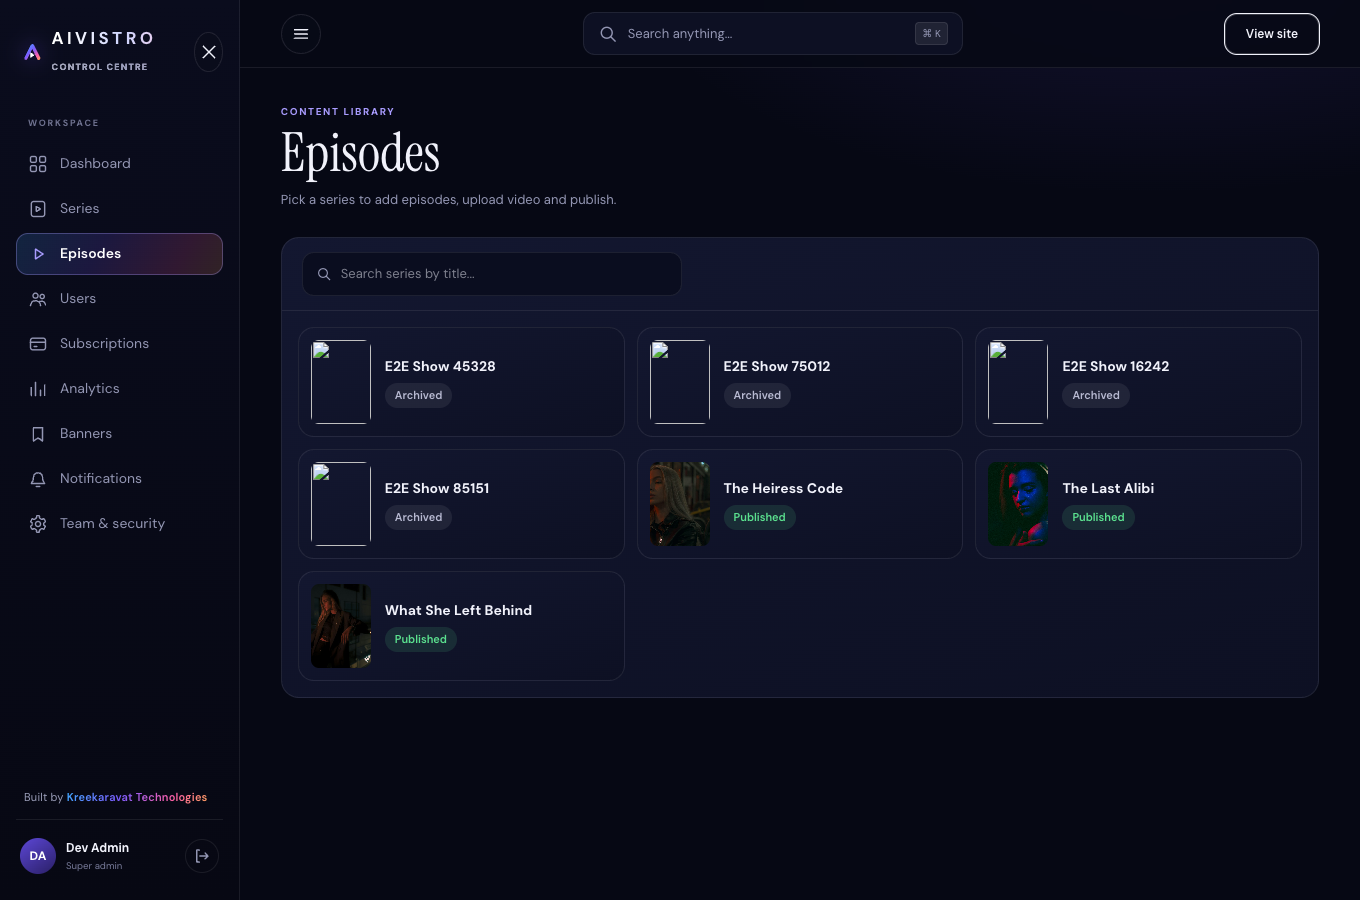 AIVISTRO
CONTROL CENTRE
Search anything...
⌘ K
View site
WORKSPACE
Dashboard
Series
Episodes
Users
Subscriptions
Analytics
Banners
Notifications
Team & security
CONTENT LIBRARY
Episodes
Pick a series to add episodes, upload video and publish.
Search series by title...
E2E Show 45328
Archived
E2E Show 75012
Archived
E2E Show 16242
Archived
E2E Show 85151
Archived
The Heiress Code
Published
The Last Alibi
Published
What She Left Behind
Published
Built by Kreekaravat Technologies
DA
Dev Admin
Super admin